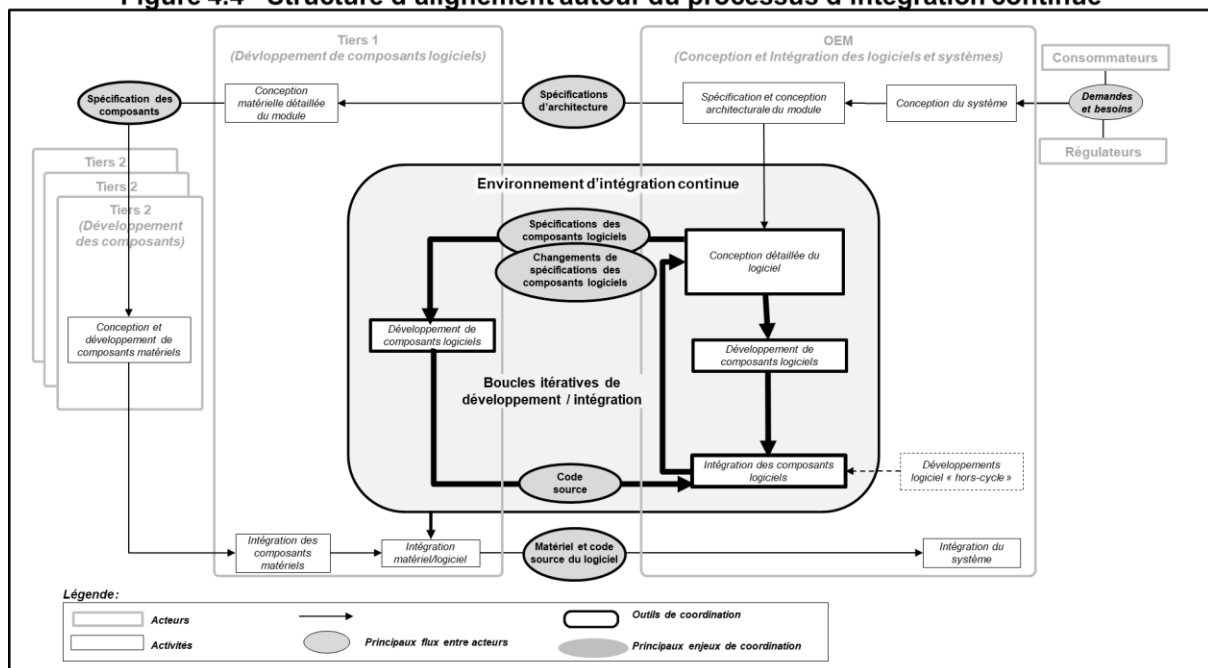 Figure 4.4 - Structure d'alignement autour du processus d'intégration continue
Tiers 1
(Dévloppement de composants logiciels)
OEM
(Conception et Intégration des logiciels et systèmes)
Consommateurs
Spécification des
composants
Conception
matérielle détaillée
du module
Spécifications
d'architecture
Spécification et conception
architecturale du module
Conception du système
Demandes
et besoins
Régulateurs
Tiers 2
Tiers 2
Tiers 2
(Développement
des composants)
Environnement d'intégration continue
Spécifications des
composants logiciels
Changements de
spécifications des
composants logiciels
Conception détaillée du
logiciel
Conception et
développement de
composants matériels
Développement de
composants logiciels
Développement de
composants logiciels
Boucles itératives de
développement / intégration
Code
source
Intégration des composants
logiciels
Développements
logiciel « hors-cycle »
Intégration des
composants
matériels
Intégration
matériel/logiciel
Matériel et code
source du logiciel
Intégration du
système
Légende:
Acteurs
Activités
Principaux flux entre acteurs
Outils de coordination
Principaux enjeux de coordination